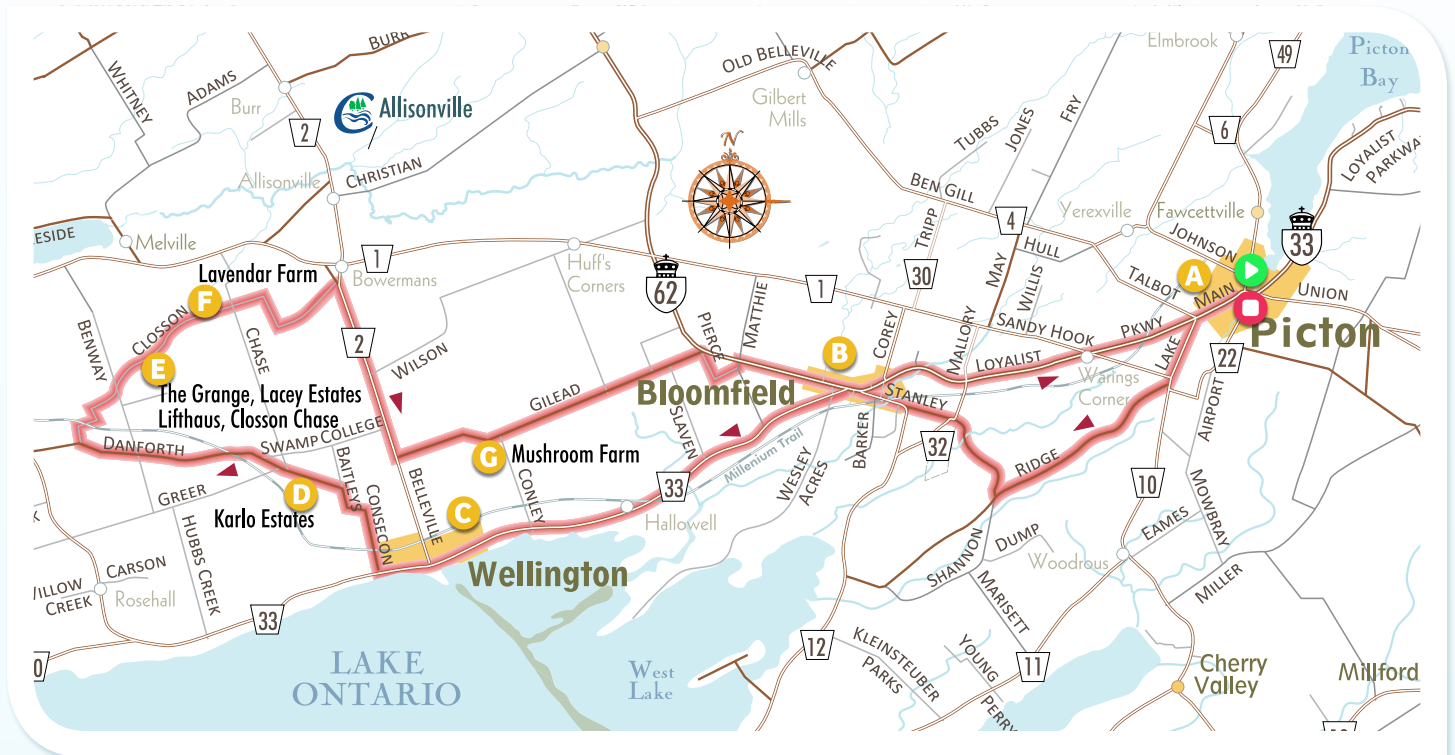 BURR
WHITNEY
ADAMS
Burr
2
Allisonville
Allisonville
CHRISTIAN
OLD BELLEVILLE
Gilbert
Mills
N
Elmbrook
49
Picton
Bay
6
TUBBS
JONES
FRY
LOYALIST
PARKWA
BEN GILL
4
Yerexville
Fawcettville
JOHNSON
33
ESIDE
Melville
1
Bowermans
Huff's
Corners
62
1
TRIPP
30
HULL
MAY
WILLIS
TALBOT
A
MAIN
UNION
Picton
Lavendar Farm
F
CLOSSON
BENWAY
CHASE
E
The Grange, Lacey Estates
Lifthaus, Closson Chase
2
WILSON
PIERCE
MATTHIE
B
COREY
MALLORY
SANDY HOOK
PKWY
LOYALIST
LAKE
Warings
Corner
22
AIRPORT
GILEAD
Bloomfield
STANLEY
DANFORTH
SWAMP COLLEGE
BAITLEYS
G
Mushroom Farm
SLAVEN
Millenium Trail
BARKER
32
RIDGE
10
GREER
D
Karlo Estates
CONSECON
BELLEVILLE
C
CONLEY
33
Hallowell
WESLEY
ACRES
MOWBRAY
EAMES
HUBBS CREEK
CARSON
WILLOW
CREEK
Rosehall
33
Wellington
SHANNON
DUMP
Woodrous
MILLER
MARISETT
LAKE
ONTARIO
West
Lake
12
KLEINSTEUBER
PARKS
YOUNG
PERRY
11
Cherry
Valley
Millford